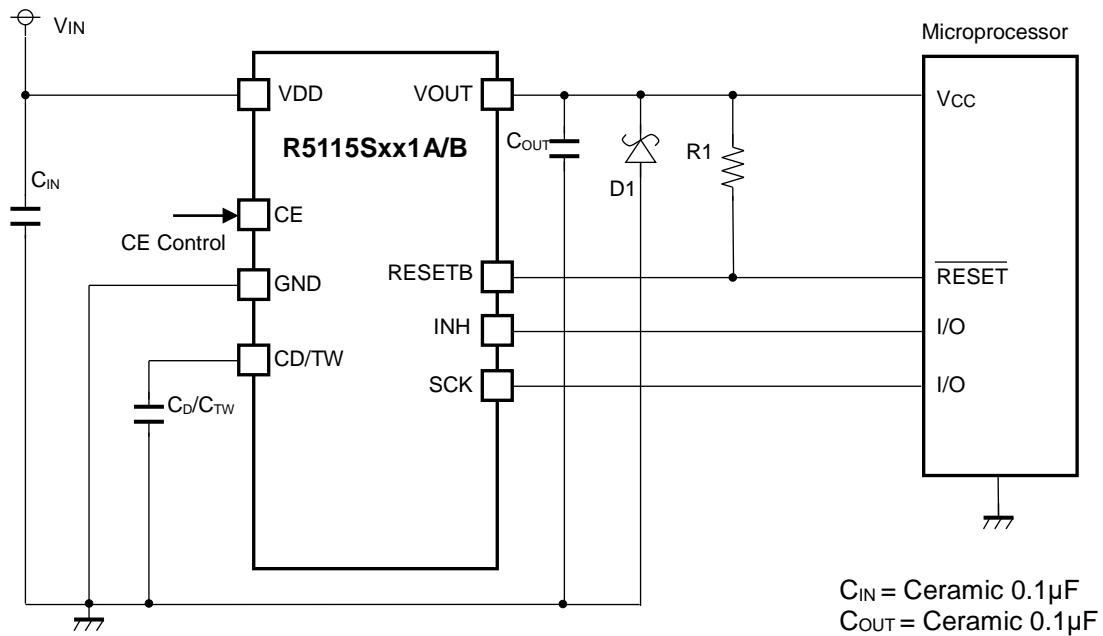 VIN
Microprocessor
VDD
VOUT
VCC
R5115Sxx1A/B
COUT
R1
CIN
D1
CE
CE Control
RESETB
RESET
GND
INH
I/O
CD/TW
SCK
I/O
CD/CTW
CIN = Ceramic 0.1µF
COUT = Ceramic 0.1µF